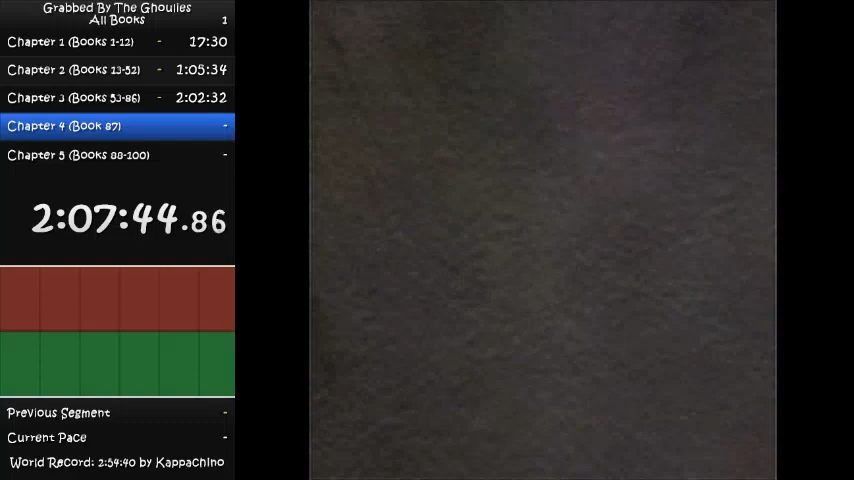 Grabbed By The Ghoulies
All Books 1
Chapter 1 (Books 1-12) - 17:30
Chapter 2 (Books 13-52) - 1:05:34
Chapter 3 (Books 53-86) - 2:02:32
Chapter 4 (Book 87) -
Chapter 5 (Books 88-100) -
2:07:44.86
Previous Segment -
Current Pace -
World Record: 2:54:40 by Kappachino